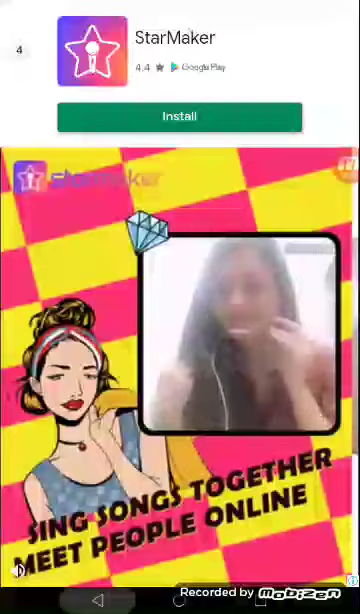 StarMaker
4
4.4 ★ Google Play
Install
starmaker
SING SONGS TOGETHER
MEET PEOPLE ONLINE
Recorded by mobizen